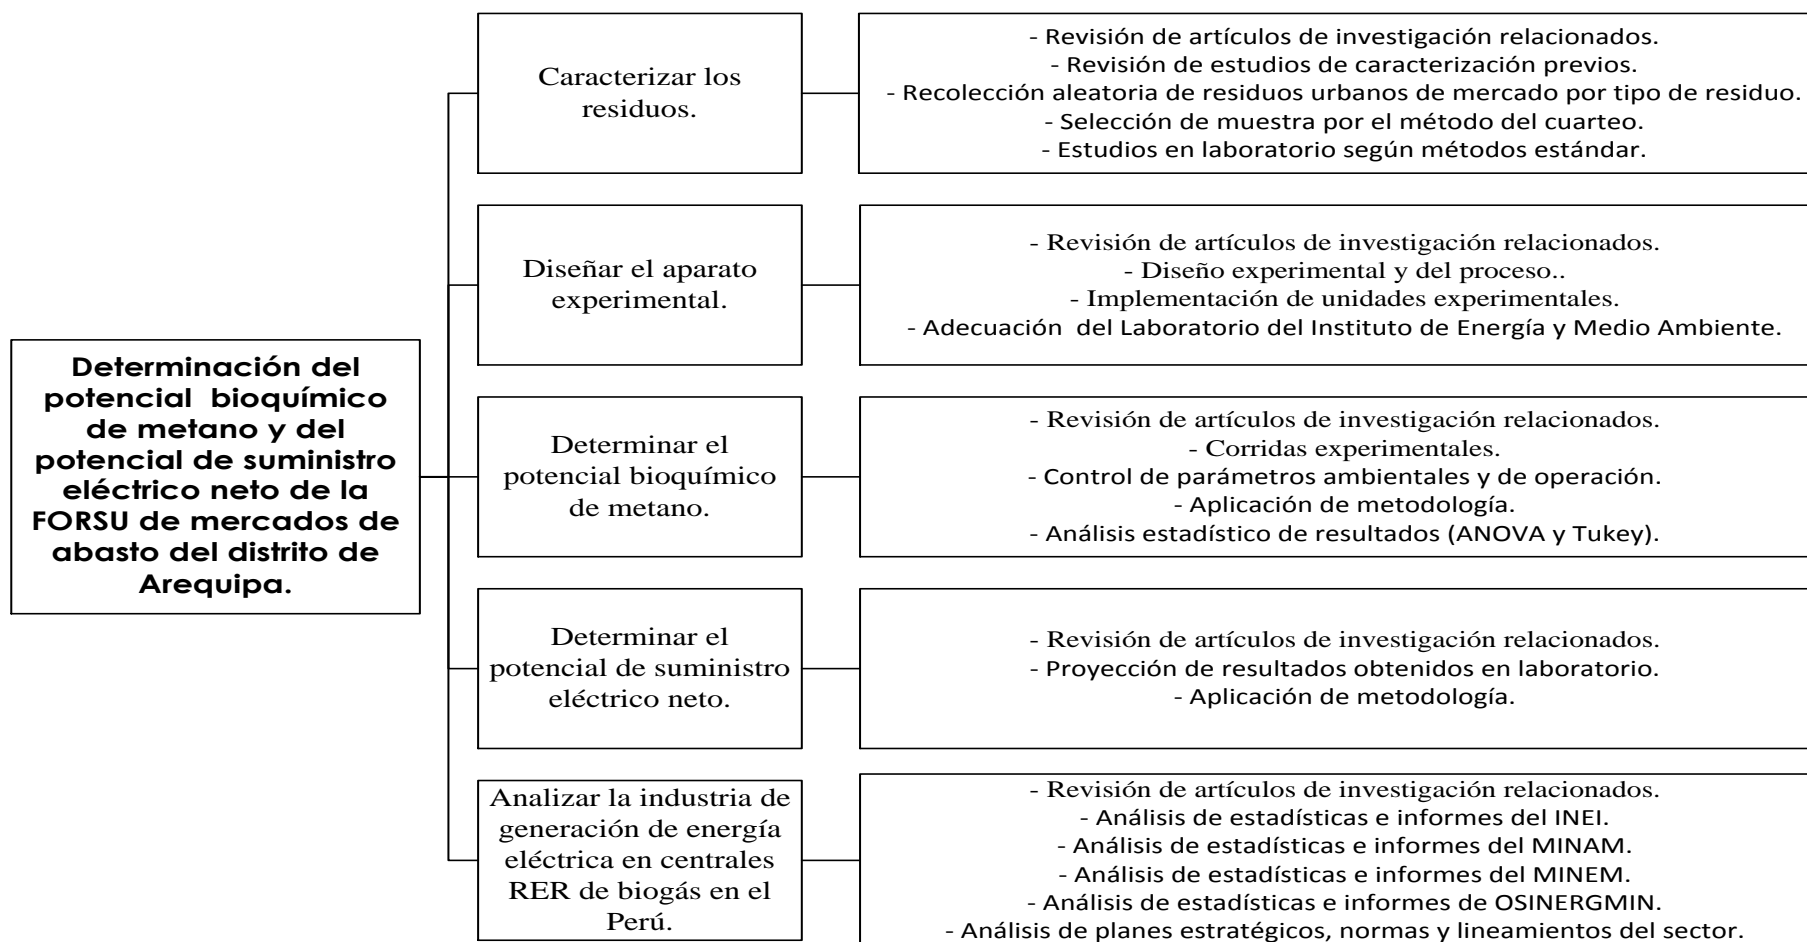 Determinación del
potencial bioquímico
de metano y del
potencial de suministro
eléctrico neto de la
FORSU de mercados de
abasto del distrito de
Arequipa.
Caracterizar los
residuos.
- Revisión de artículos de investigación relacionados.
- Revisión de estudios de caracterización previos.
- Recolección aleatoria de residuos urbanos de mercado por tipo de residuo.
- Selección de muestra por el método del cuarteo.
- Estudios en laboratorio según métodos estándar.
Diseñar el aparato
experimental.
- Revisión de artículos de investigación relacionados.
- Diseño experimental y del proceso..
- Implementación de unidades experimentales.
- Adecuación del Laboratorio del Instituto de Energía y Medio Ambiente.
Determinar el
potencial bioquímico
de metano.
- Revisión de artículos de investigación relacionados.
- Corridas experimentales.
- Control de parámetros ambientales y de operación.
- Aplicación de metodología.
- Análisis estadístico de resultados (ANOVA y Tukey).
Determinar el
potencial de suministro
eléctrico neto.
- Revisión de artículos de investigación relacionados.
- Proyección de resultados obtenidos en laboratorio.
- Aplicación de metodología.
Analizar la industria de
generación de energía
eléctrica en centrales
RER de biogás en el
Perú.
- Revisión de artículos de investigación relacionados.
- Análisis de estadísticas e informes del INEI.
- Análisis de estadísticas e informes del MINAM.
- Análisis de estadísticas e informes del MINEM.
- Análisis de estadísticas e informes de OSINERGMIN.
- Análisis de planes estratégicos, normas y lineamientos del sector.